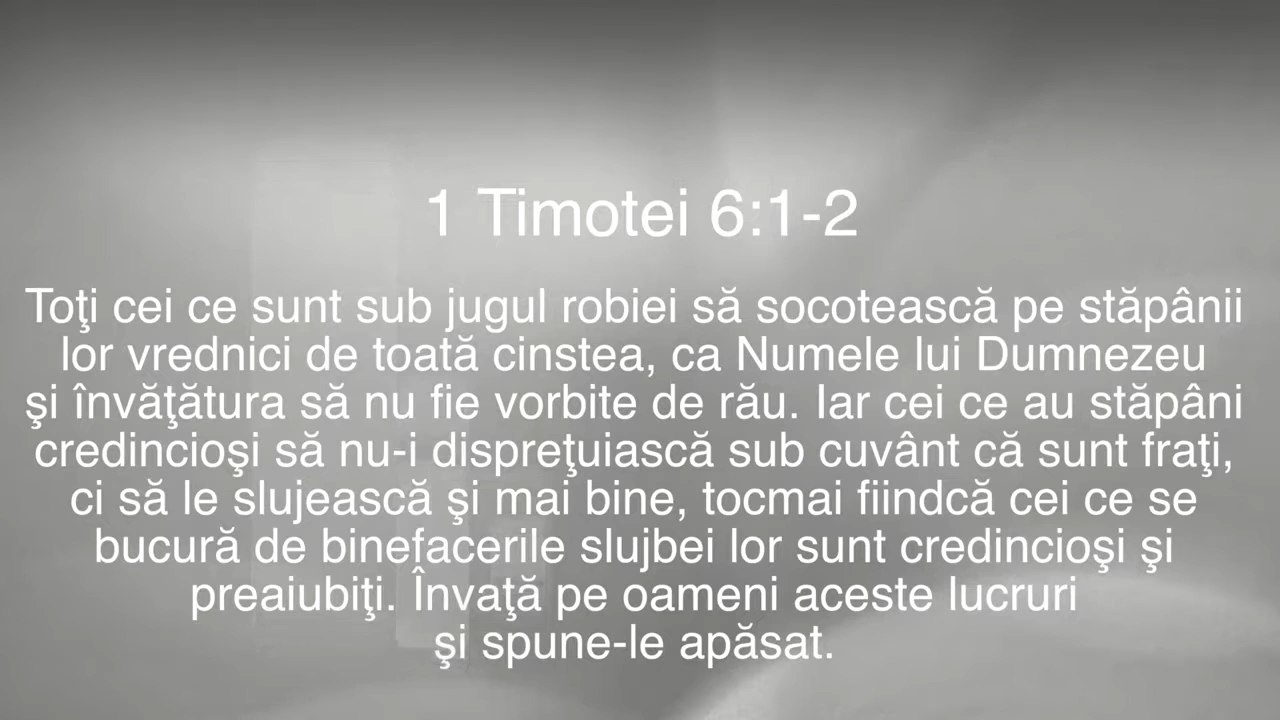 1 Timotei 6:1-2
Toţi cei ce sunt sub jugul robiei să socotească pe stăpânii
lor vrednici de toată cinstea, ca Numele lui Dumnezeu
şi învăţătura să nu fie vorbite de rău. Iar cei ce au stăpâni
credincioşi să nu-i dispreţuiască sub cuvânt că sunt fraţi,
ci să le slujească şi mai bine, tocmai fiindcă cei ce se
bucură de binefacerile slujbei lor sunt credincioşi şi
preaiubiţi. Învaţă pe oameni aceste lucruri
şi spune-le apăsat.